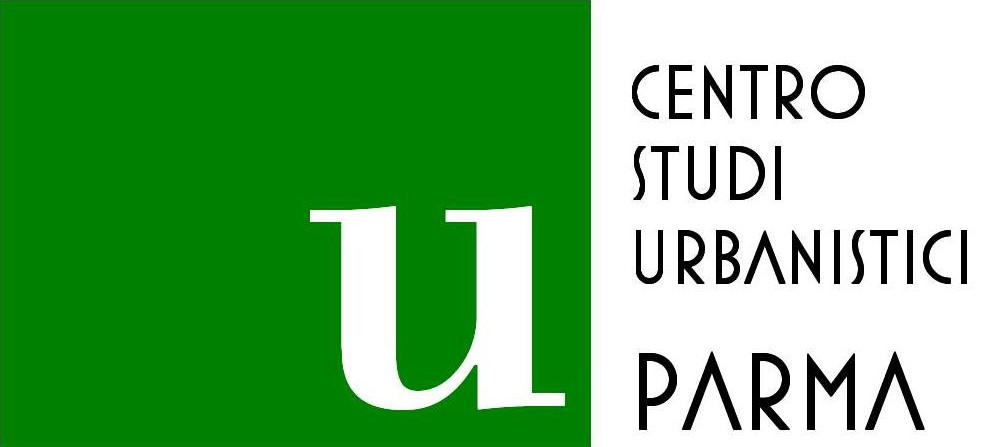 u
CENTRO
STUDI
URBANISTICI
PARMA